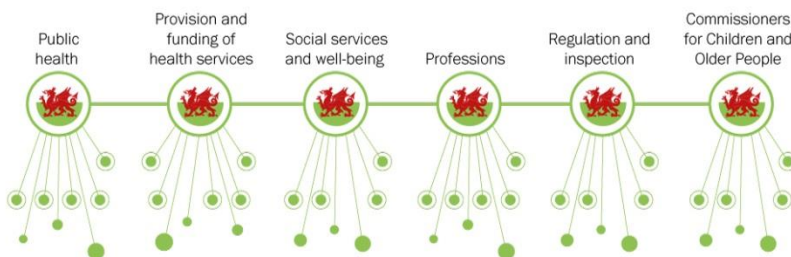 Public
health
Provision and
funding of
health services
Social services
and well-being
Professions
Regulation and
inspection
Commissioners
for Children and
Older People